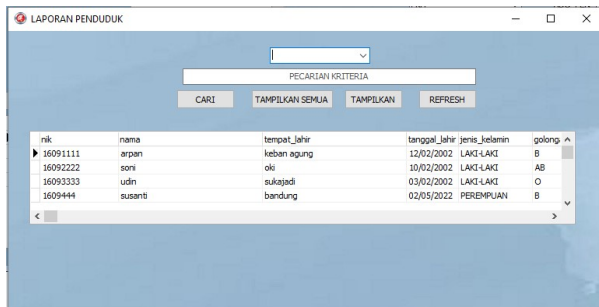 LAPORAN PENDUDUK
PECARIAN KRITERIA
CARI TAMPILKAN SEMUA TAMPILKAN REFRESH
nik nama tempat_lahir tanggal_lahir jenis_kelamin golong
16091111 arpan keban agung 12/02/2002 LAKI-LAKI B
16092222 soni oki 10/02/2002 LAKI-LAKI AB
16093333 udin sukajadi 03/02/2002 LAKI-LAKI O
1609444 susanti bandung 02/05/2022 PEREMPUAN B